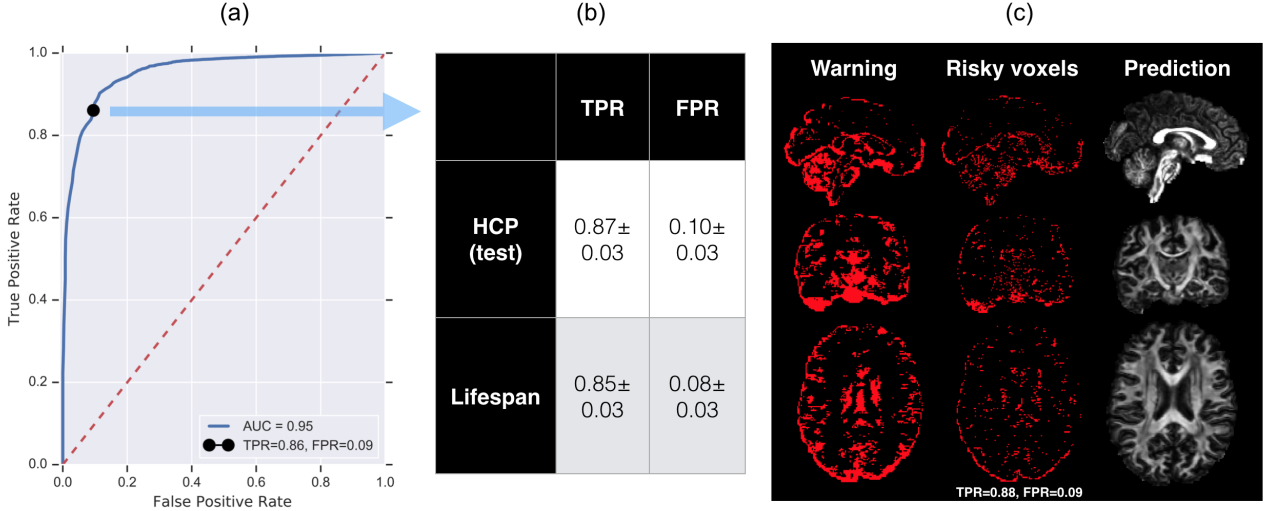 (a)
(b)
(c)
1.0
0.8
0.6
0.4
0.2
0.0
True Positive Rate
0.0 0.2 0.4 0.6 0.8 1.0
False Positive Rate
AUC = 0.95
TPR=0.86, FPR=0.09
TPR FPR
HCP
(test)
0.87±
0.03
0.10±
0.03
Lifespan
0.85±
0.03
0.08±
0.03
Warning Risky voxels Prediction
TPR=0.88, FPR=0.09